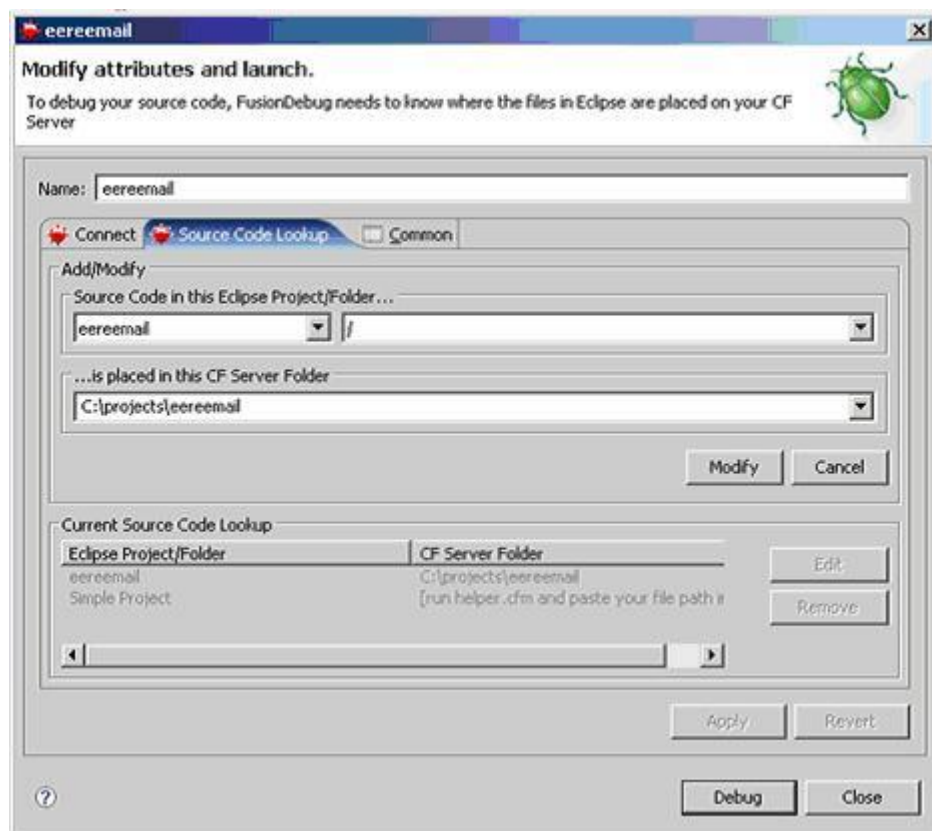 eereemail
Modify attributes and launch.
To debug your source code, FusionDebug needs to know where the files in Eclipse are placed on your CF
Server
Name: eereemail
Connect Source Code Lookup Common
Add/Modify
Source Code in this Eclipse Project/Folder...
eereemail /
...is placed in this CF Server Folder
C:\projects\eereemail
Modify Cancel
Current Source Code Lookup
Eclipse Project/Folder CF Server Folder
eereemail C:\projects\eereemail
Simple Project [run helper.cfm and paste your file path
Edit
Remove
Apply Revert
? Debug Close